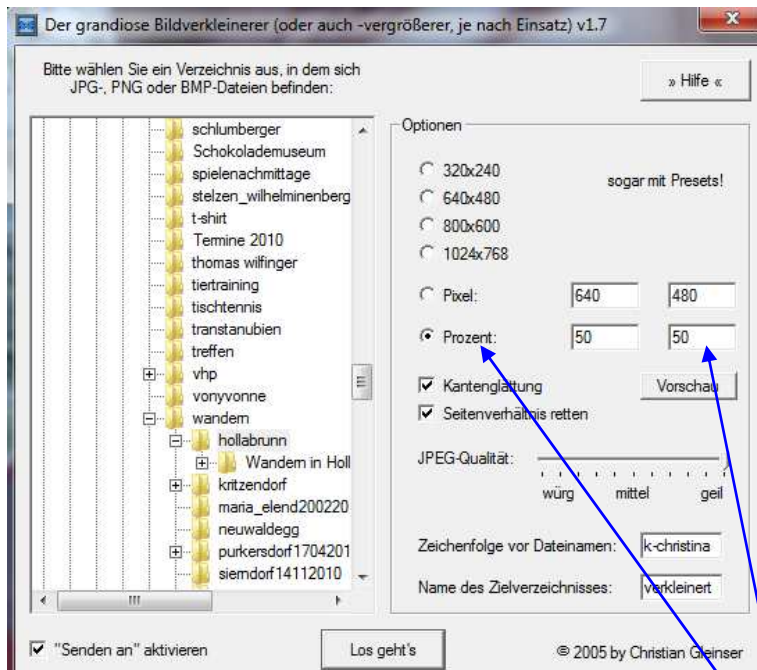 Der grandiose Bildverkleinerer (oder auch -vergrößerer, je nach Einsatz) v1.7
Bitte wählen Sie ein Verzeichnis aus, in dem sich
JPG-, PNG oder BMP-Dateien befinden:
» Hilfe «
schlumberger
Schokolademuseum
spielenachmittage
stelzen_wilhelminenberg
t-shirt
Termine 2010
thomas wilfinger
tiertraining
tischtennis
transtanubien
treffen
vhp
vonyvonne
wandern
hollabrunn
Wandern in Holl
kritzendorf
maria_elend200220
neuwaldegg
purkersdorf1704201
sierndorf14112010
Optionen
320x240
sogar mit Presets!
640x480
800x600
1024x768
Pixel: 640 480
Prozent: 50 50
Kantenglättung Vorschau
Seitenverhältnis retten
JPEG-Qualität:
würg mittel geil
Zeichenfolge vor Dateinamen: k-christina
Name des Zielverzeichnisses: verkleinert
"Senden an" aktivieren
Los geht's
© 2005 by Christian Gleinser